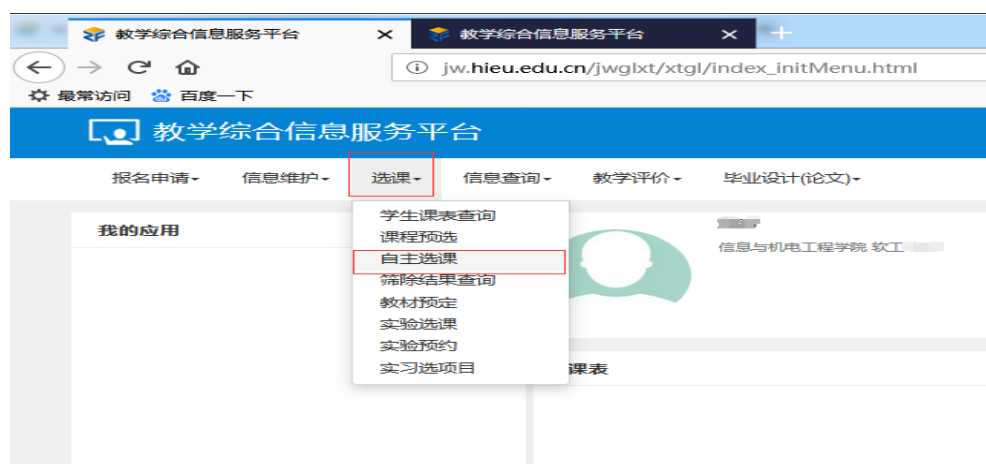 教学综合信息服务平台
教学综合信息服务平台
jw.hieu.edu.cn/jwglxt/xtgl/index_initMenu.html
最常访问 百度一下
教学综合信息服务平台
报名申请 信息维护 选课 信息查询 教学评价 毕业设计(论文)
我的应用
学生课表查询
课程预选
自主选课
筛除结果查询
教材预定
实验选课
实验预约
实习选项目
信息与机电工程学院 软工
课表